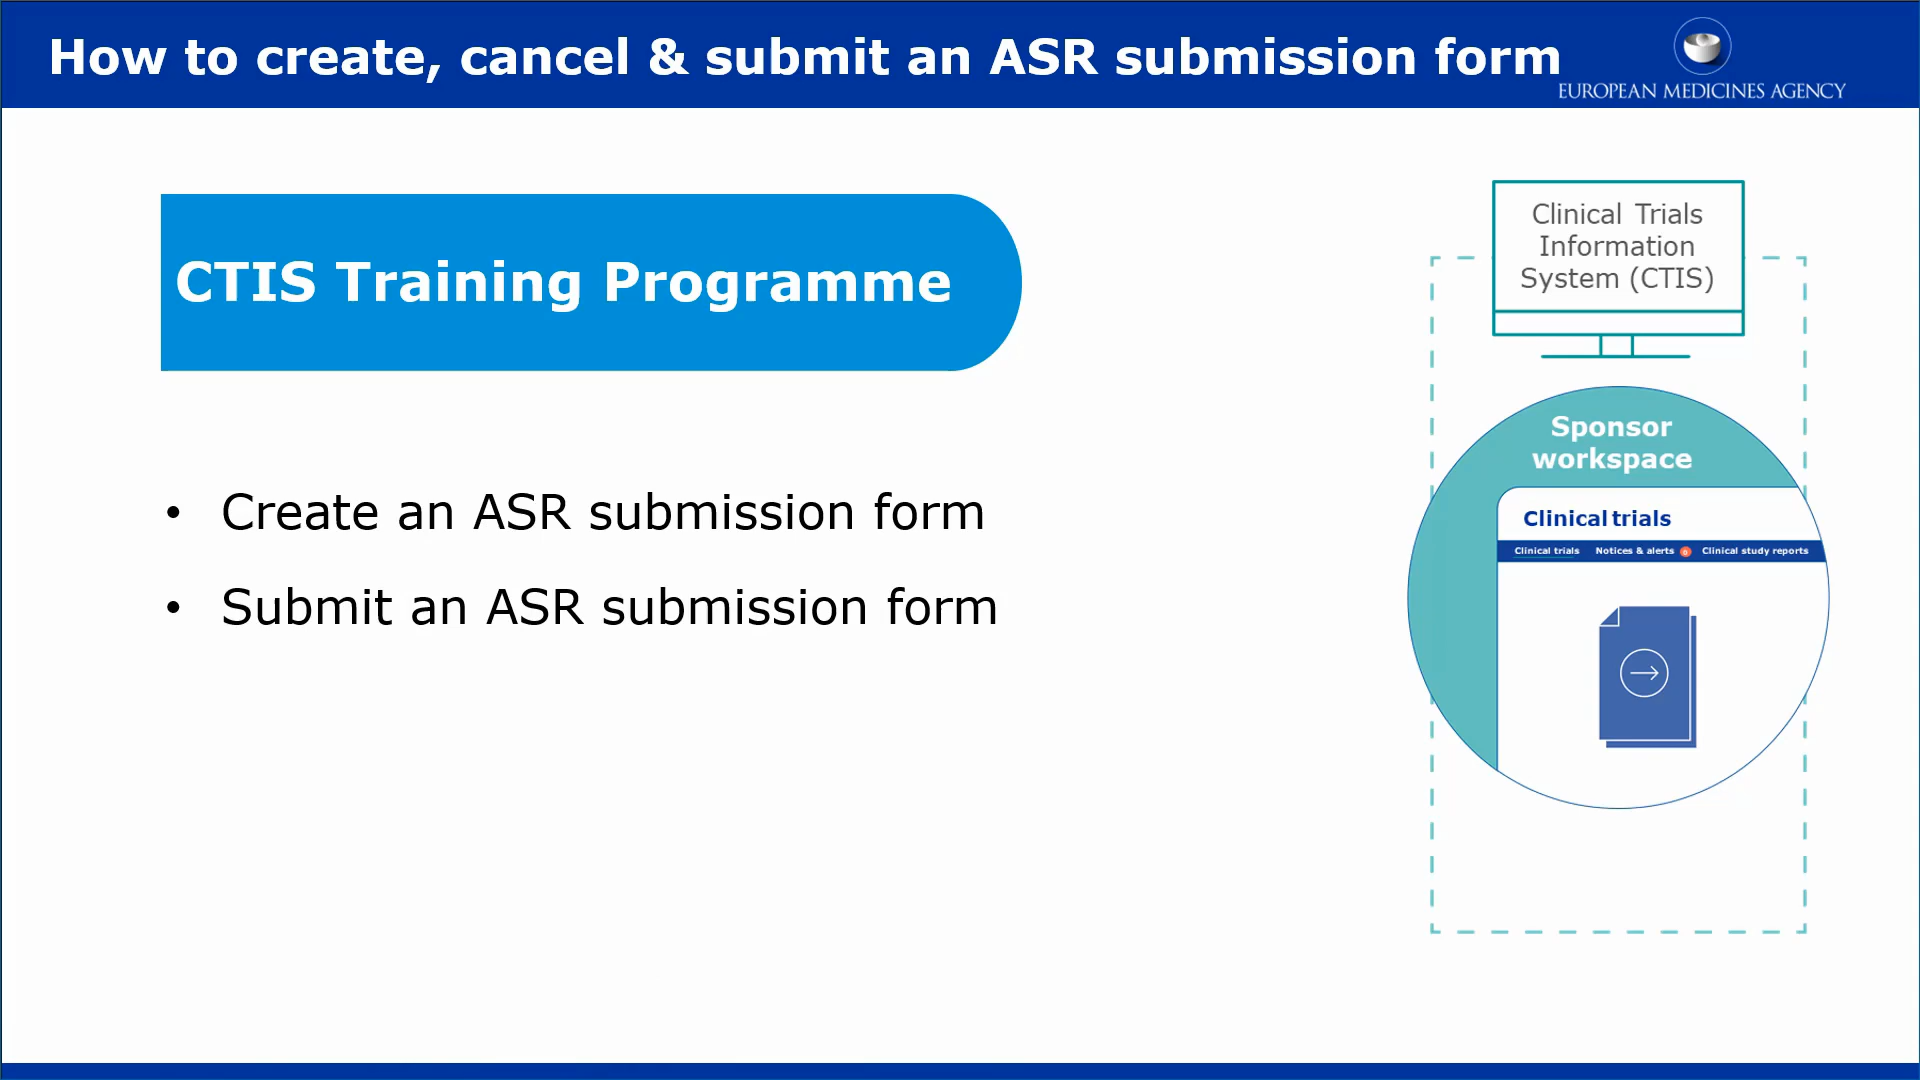 How to create, cancel & submit an ASR submission form
EUROPEAN MEDICINES AGENCY
CTIS Training Programme
• Create an ASR submission form
• Submit an ASR submission form
Clinical Trials
Information
System (CTIS)
Sponsor
workspace
Clinical trials
Clinical trials Notices & alerts Clinical study reports